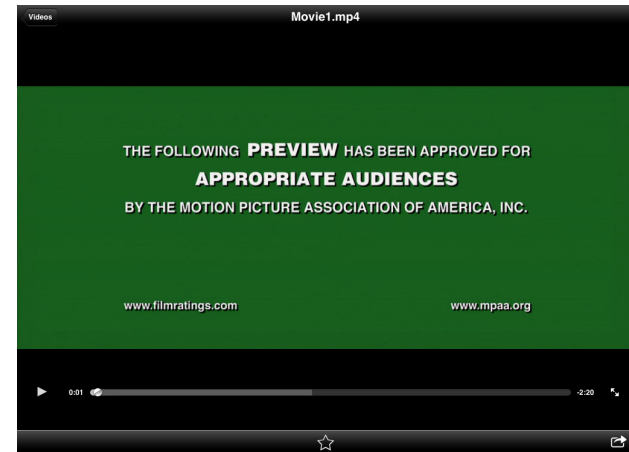 Videos
Movie1.mp4
THE FOLLOWING PREVIEW HAS BEEN APPROVED FOR
APPROPRIATE AUDIENCES
BY THE MOTION PICTURE ASSOCIATION OF AMERICA, INC.
www.filmratings.com
www.mpaa.org
0:01
-2:20